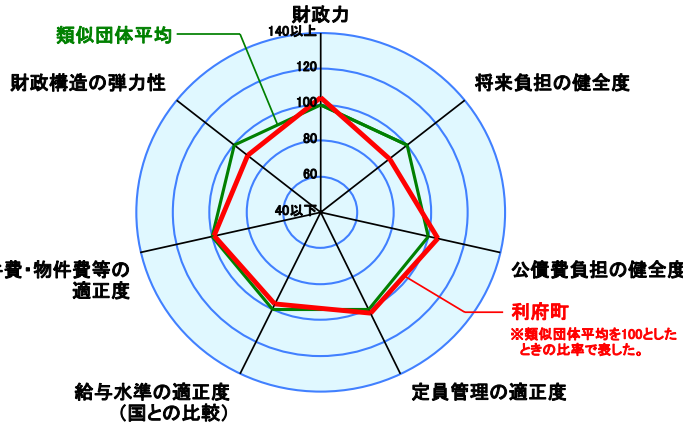 財政力
類似団体平均
140以上
財政構造の弾力性
120
将来負担の健全度
100
80
60
40以下
費・物件費等の
適正度
公債費負担の健全度
利府町
※類似団体平均を100とした
ときの比率で表した。
給与水準の適正度
（国との比較）
定員管理の適正度